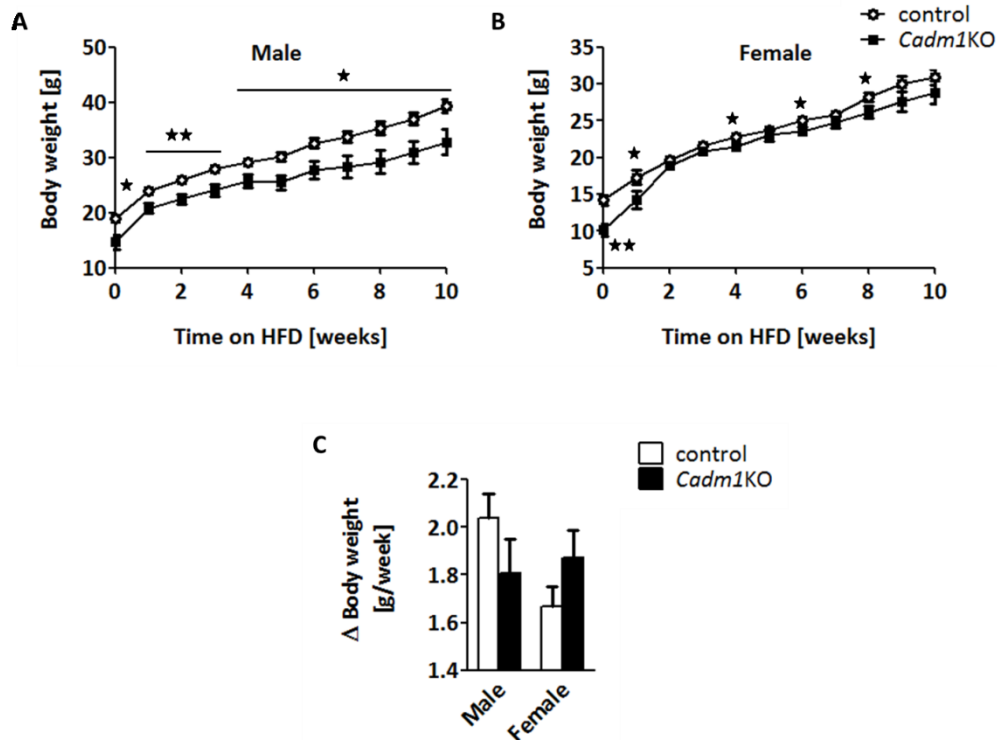 A
Male
Body weight [g]
50
40
30
20
10
★
★★
★
0 2 4 6 8 10
Time on HFD [weeks]
B
Female
control
Cadm1KO
Body weight [g]
35
30
25
20
15
10
5
★
★
★
★
★★
0 2 4 6 8 10
Time on HFD [weeks]
C
control
Cadm1KO
Δ Body weight
[g/week]
2.2
2.0
1.8
1.6
1.4
Male
Female